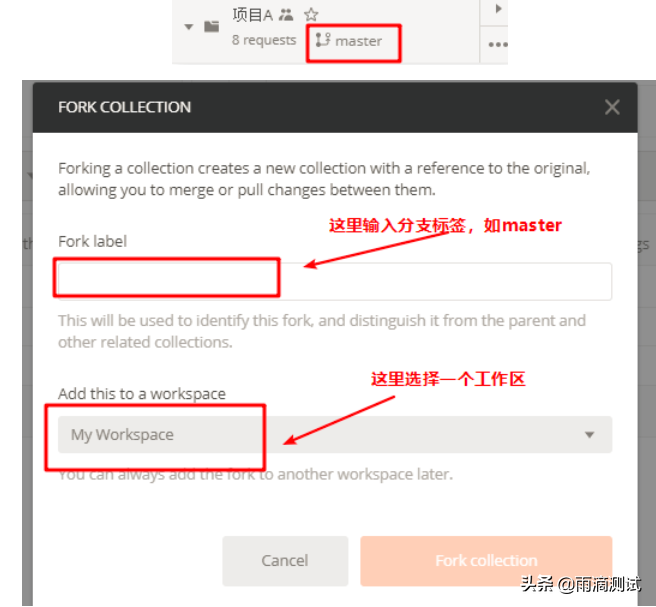 项目A
8 requests master
FORK COLLECTION
Forking a collection creates a new collection with a reference to the original,
allowing you to merge or pull changes between them.
这里输入分支标签，如master
Fork label
This will be used to identify this fork, and distinguish it from the parent and
other related collections.
这里选择一个工作区
Add this to a workspace
My Workspace
You can always add the fork to another workspace later.
Cancel
Fork collection
头条 @雨滴测试